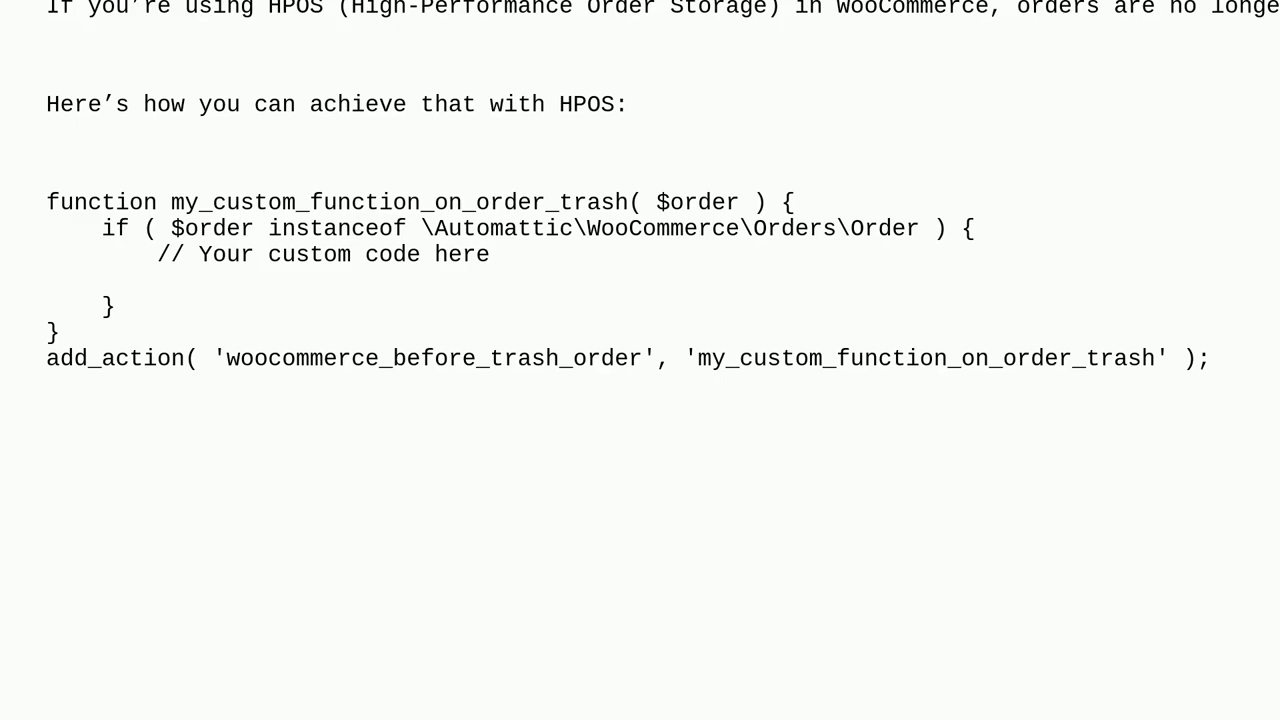 If you’re using HPOS (High-Performance Order Storage) in WooCommerce, orders are no longe
Here’s how you can achieve that with HPOS:
function my_custom_function_on_order_trash( $order ) {
    if ( $order instanceof \Automattic\WooCommerce\Orders\Order ) {
        // Your custom code here
    }
}
add_action( 'woocommerce_before_trash_order', 'my_custom_function_on_order_trash' );